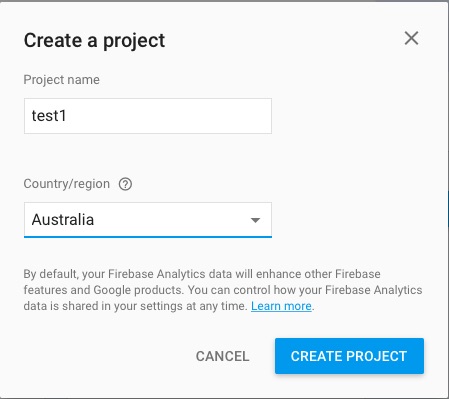 Create a project
Project name
test1
Country/region
Australia
By default, your Firebase Analytics data will enhance other Firebase
features and Google products. You can control how your Firebase Analytics
data is shared in your settings at any time. Learn more.
CANCEL CREATE PROJECT